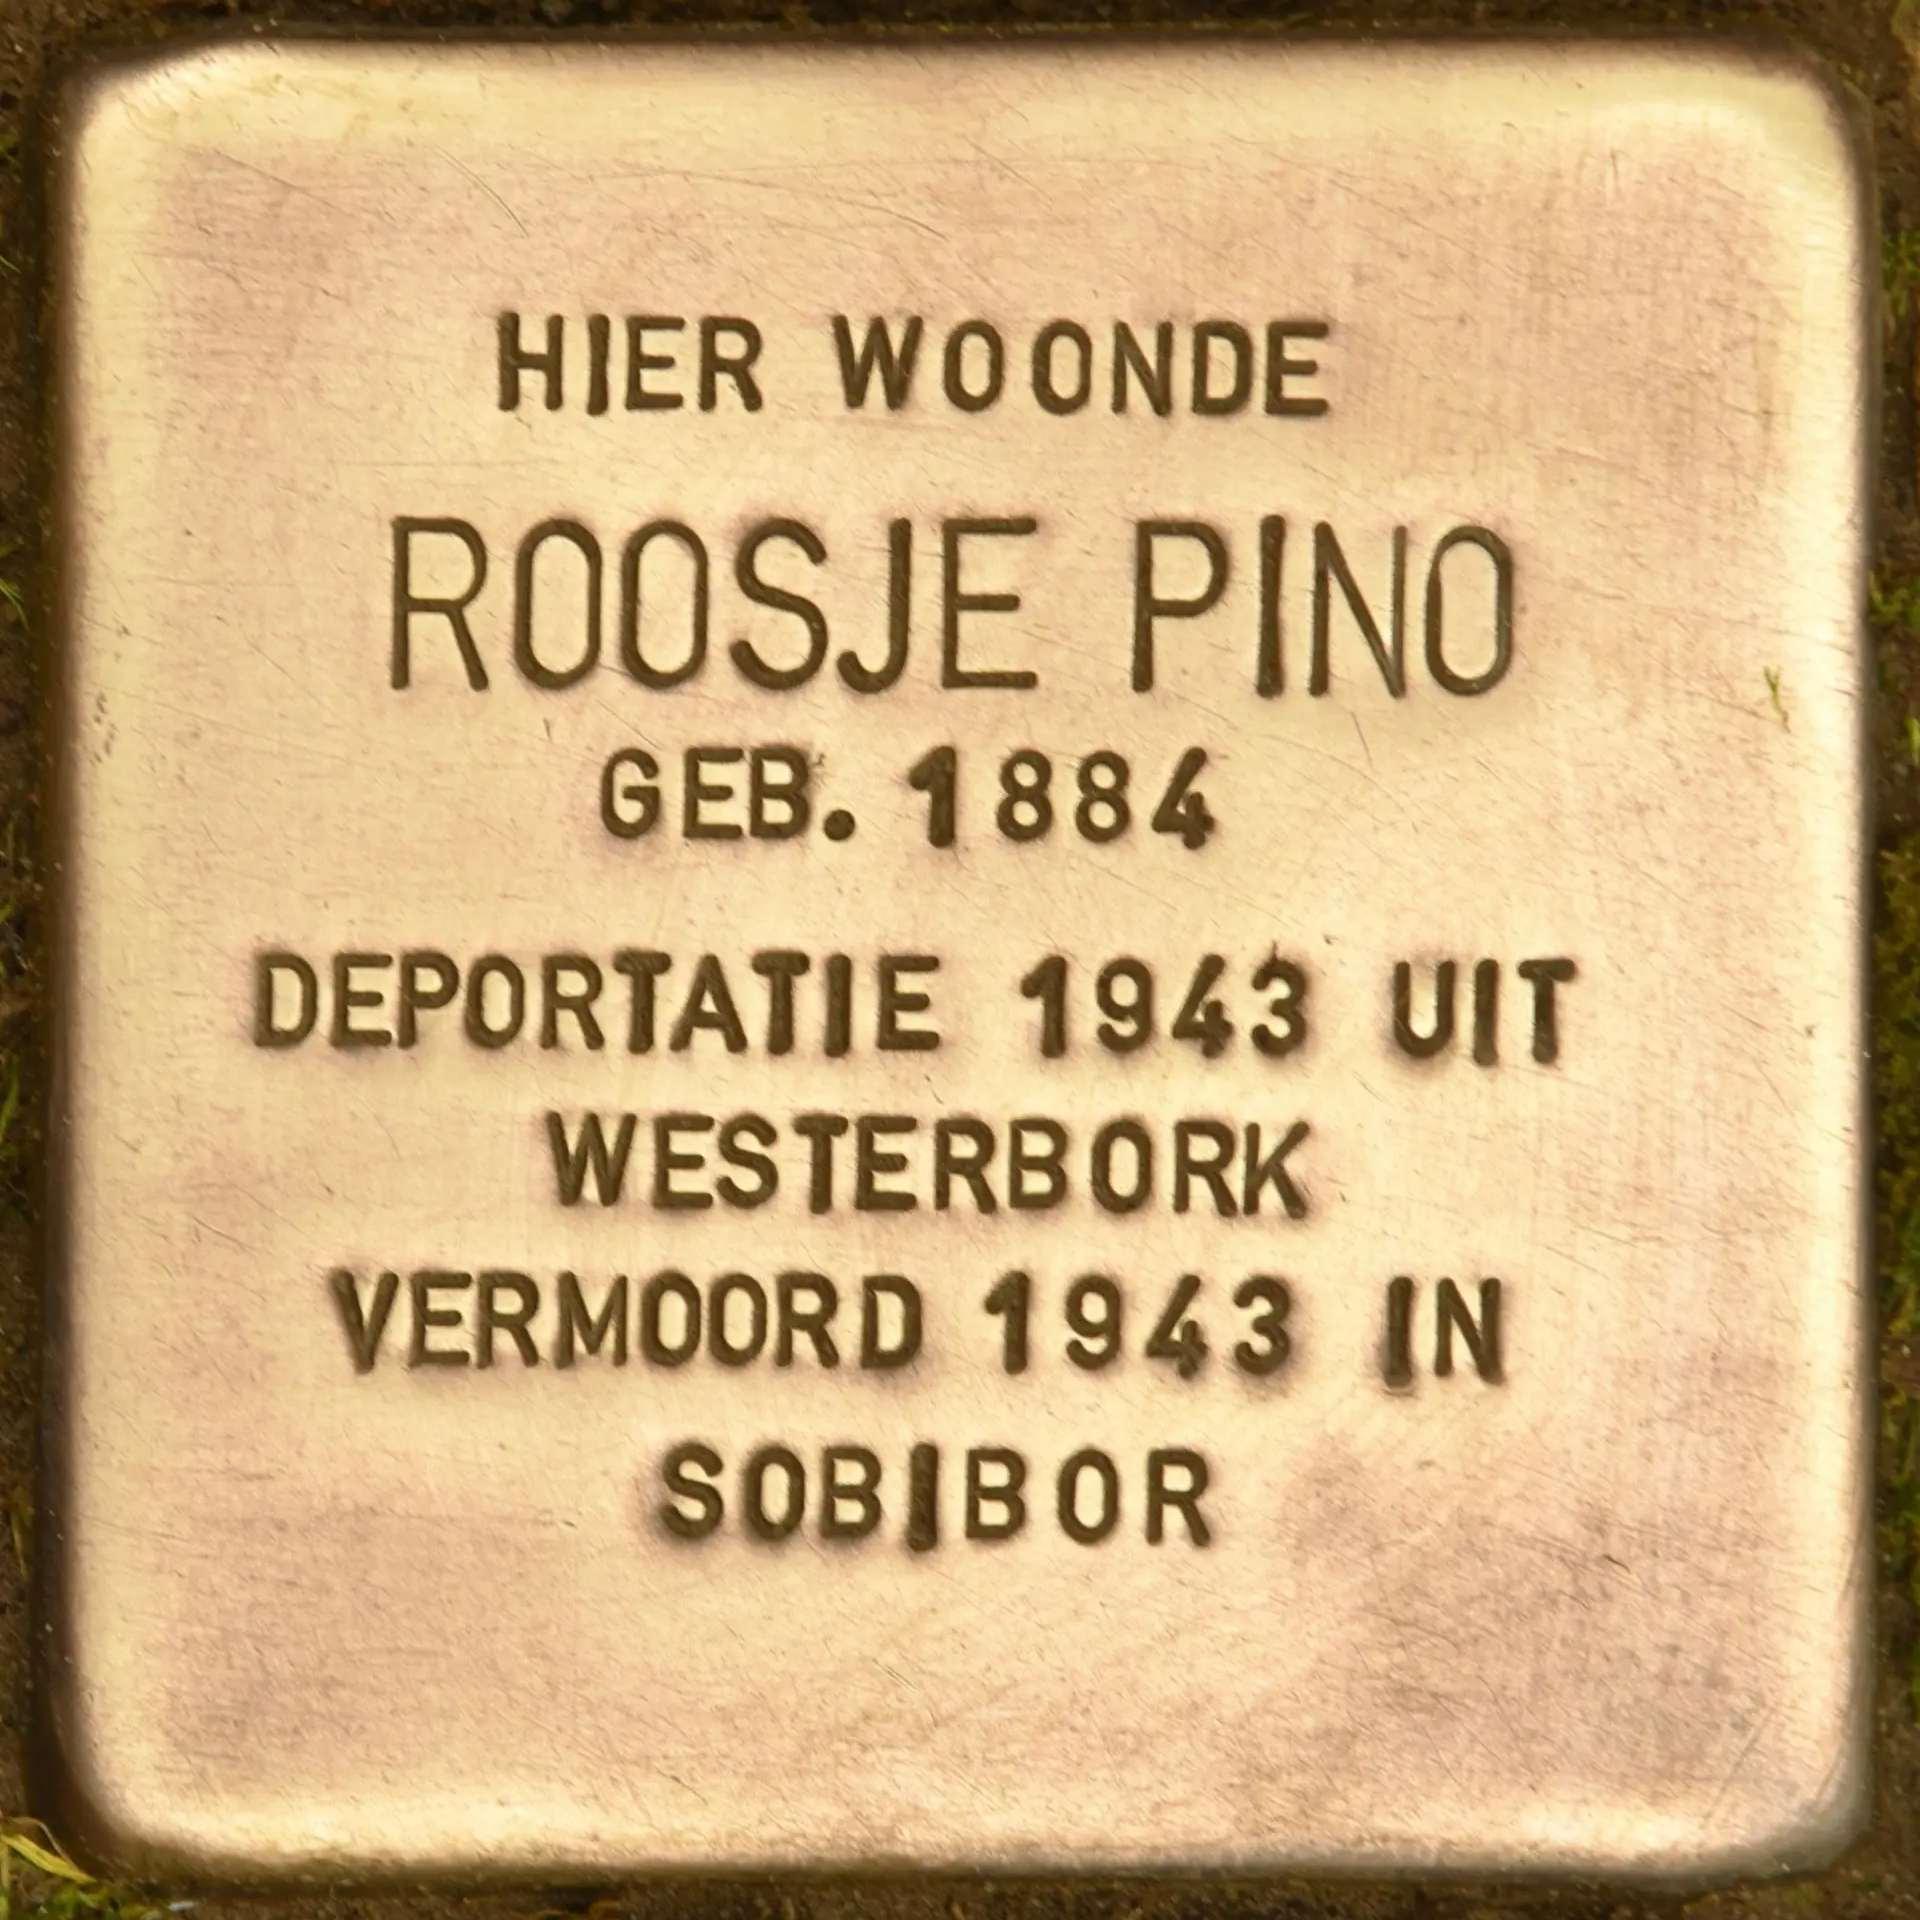 HIER WOONDE
ROOSJE PINO
GEB. 1884
DEPORTATIE 1943 UIT
WESTERBORK
VERMOORD 1943 IN
SOBIBOR